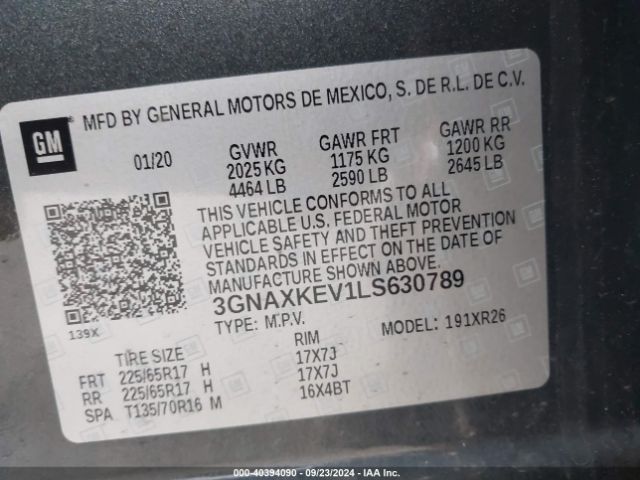 GM
MFD BY GENERAL MOTORS DE MEXICO, S. DE R.L. DE C.V.
01/20 GVWR GAWR FRT GAWR RR
2025 KG 1175 KG 1200 KG
4464 LB 2590 LB 2645 LB
THIS VEHICLE CONFORMS TO ALL
APPLICABLE U.S. FEDERAL MOTOR
VEHICLE SAFETY AND THEFT PREVENTION
STANDARDS IN EFFECT ON THE DATE OF
MANUFACTURE SHOWN ABOVE.
3GNAXKEV1LS630789
139X
TYPE: M.P.V. MODEL: 191XR26
TIRE SIZE RIM
FRT 225/65R17 H 17X7J
RR 225/65R17 H 17X7J
SPA T135/70R16 M 16X4BT
000-40394090 - 09/23/2024 - IAA Inc.